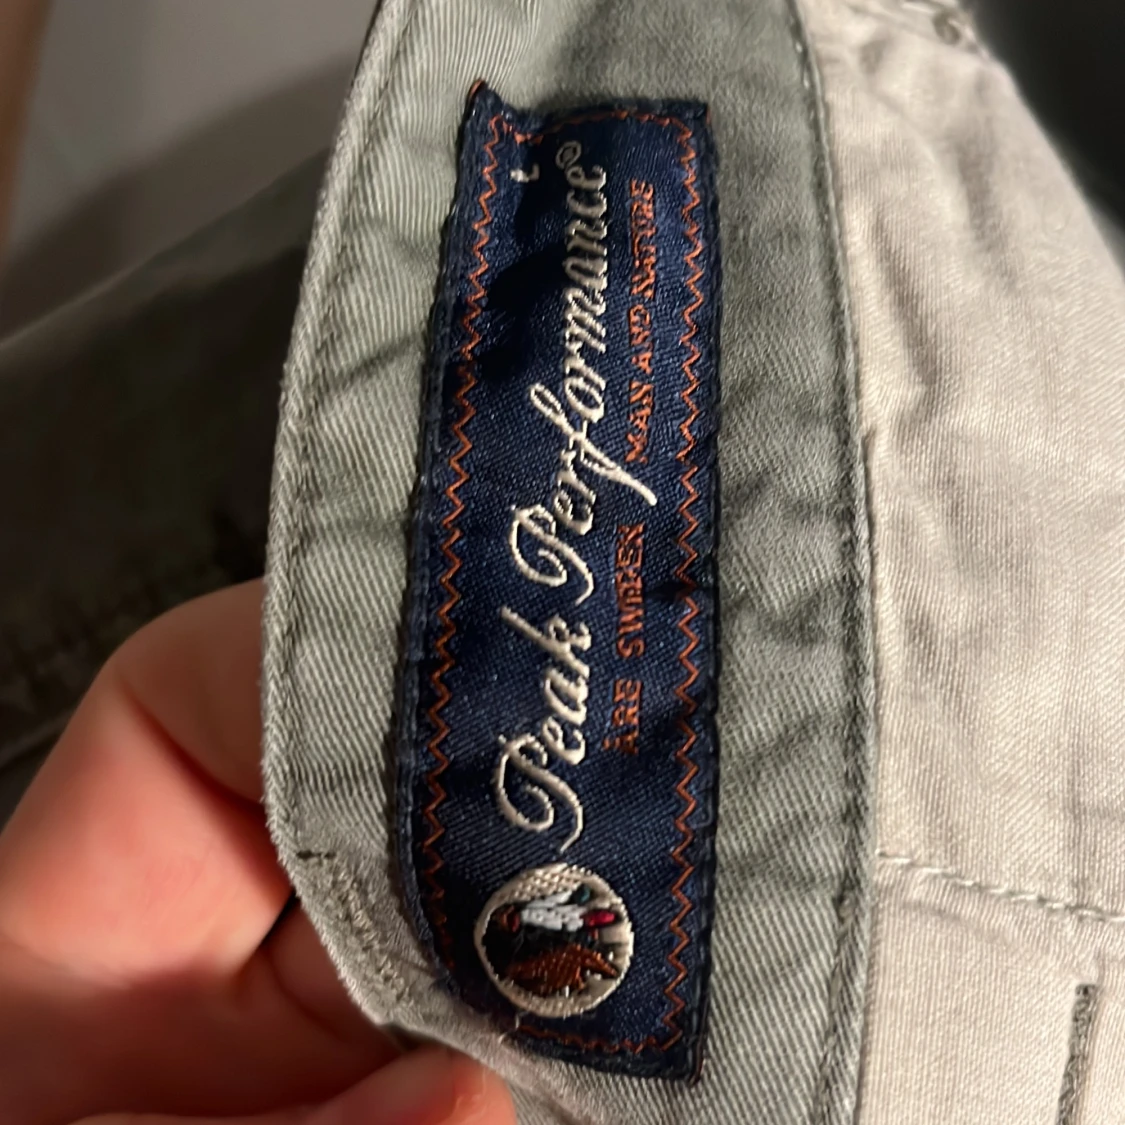 Peak Performance®
ÅRE SWEDEN MAN AND NATURE